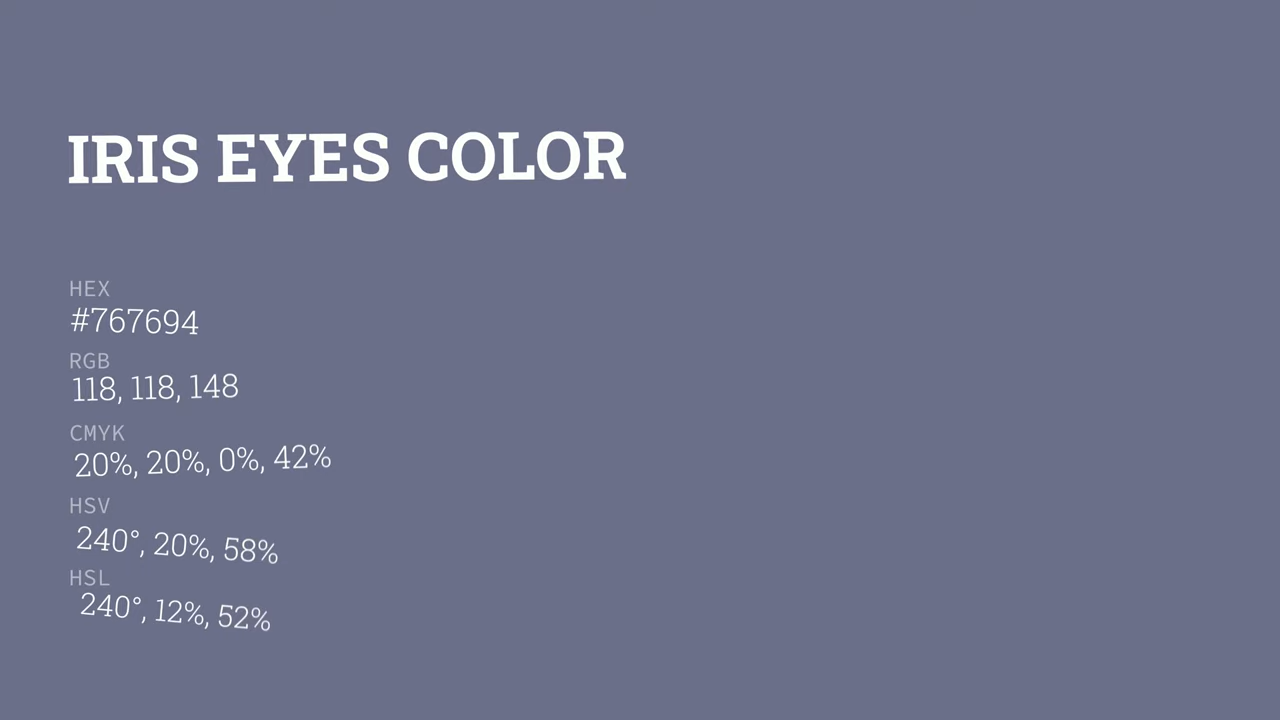 IRIS EYES COLOR
HEX
#767694
RGB
118, 118, 148
CMYK
20%, 20%, 0%, 42%
HSV
240°, 20%, 58%
HSL
240°, 12%, 52%